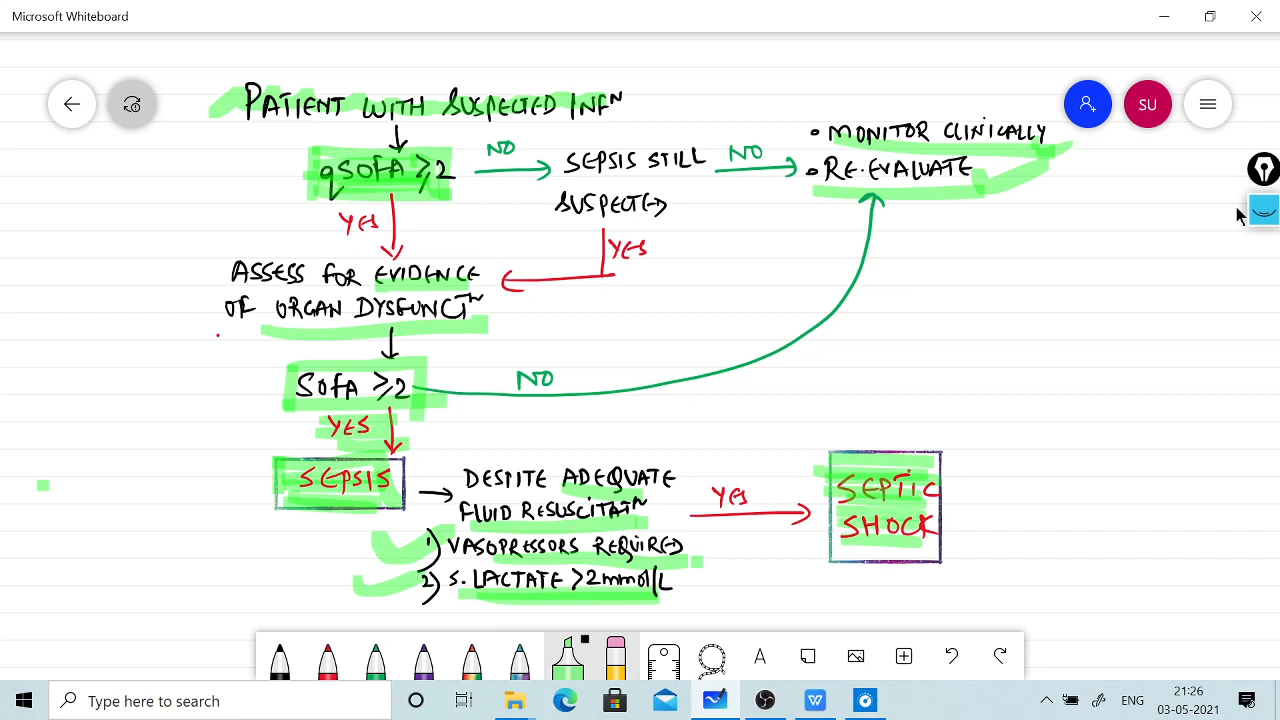 Microsoft Whiteboard
PATIENT WITH SUSPECTED INFⁿ
SU
qSOFA ≥2
NO
SEPSIS STILL
SUSPECTED
NO
• MONITOR CLINICALLY
• RE-EVALUATE
YES
YES
ASSESS FOR EVIDENCE
OF ORGAN DYSFUNCTⁿ
SOFA ≥2
NO
YES
SEPSIS
DESPITE ADEQUATE
FLUID RESUSCITATⁿ
1) VASOPRESSORS REQUIRED
2) S. LACTATE >2mmol/L
YES
SEPTIC
SHOCK
A
Type here to search
ENG
21:26
03-05-2021